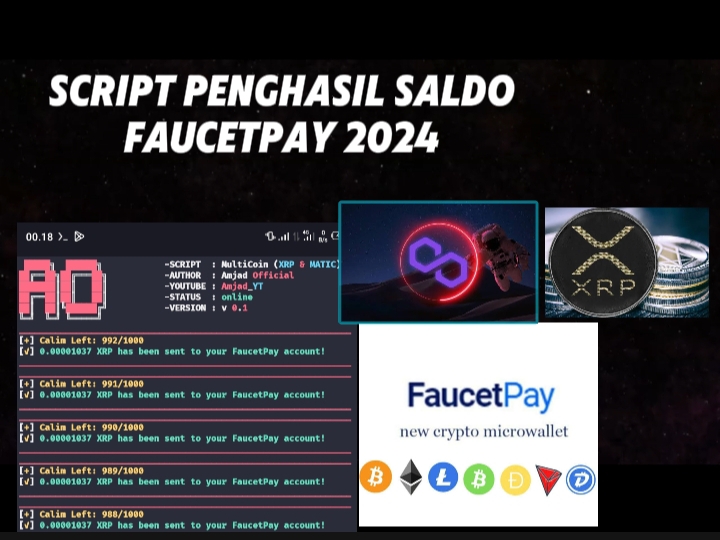 SCRIPT PENGHASIL SALDO
FAUCETPAY 2024
00.18 >_
4G
0
B/s
AO
-SCRIPT : MultiCoin (XRP & MATIC)
-AUTHOR : Amjad Official
-YOUTUBE : Amjad_YT
-STATUS : online
-VERSION : v 0.1
[+] Calim Left: 992/1000
[√] 0.00001037 XRP has been sent to your FaucetPay account!
[+] Calim Left: 991/1000
[√] 0.00001037 XRP has been sent to your FaucetPay account!
[+] Calim Left: 990/1000
[√] 0.00001037 XRP has been sent to your FaucetPay account!
[+] Calim Left: 989/1000
[√] 0.00001037 XRP has been sent to your FaucetPay account!
[+] Calim Left: 988/1000
[√] 0.00001037 XRP has been sent to your FaucetPay account!
XRP
FaucetPay
new crypto microwallet